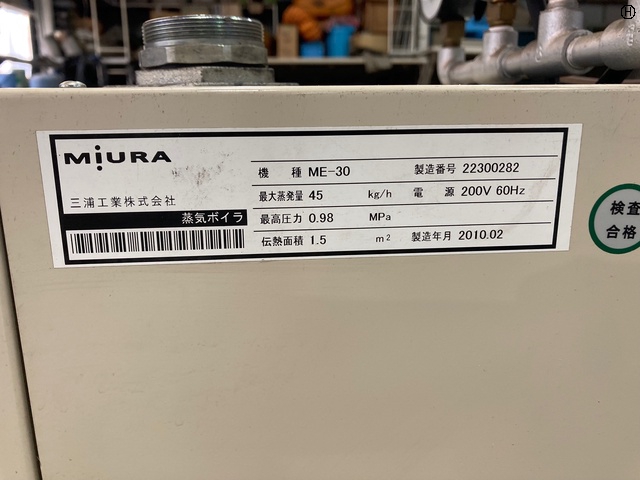 MiURA
三浦工業株式会社
蒸気ボイラ
機 種 ME-30 製造番号 22300282
最大蒸発量 45 kg/h 電 源 200V 60Hz
最高圧力 0.98 MPa
伝熱面積 1.5 m² 製造年月 2010.02
検査
合格
H